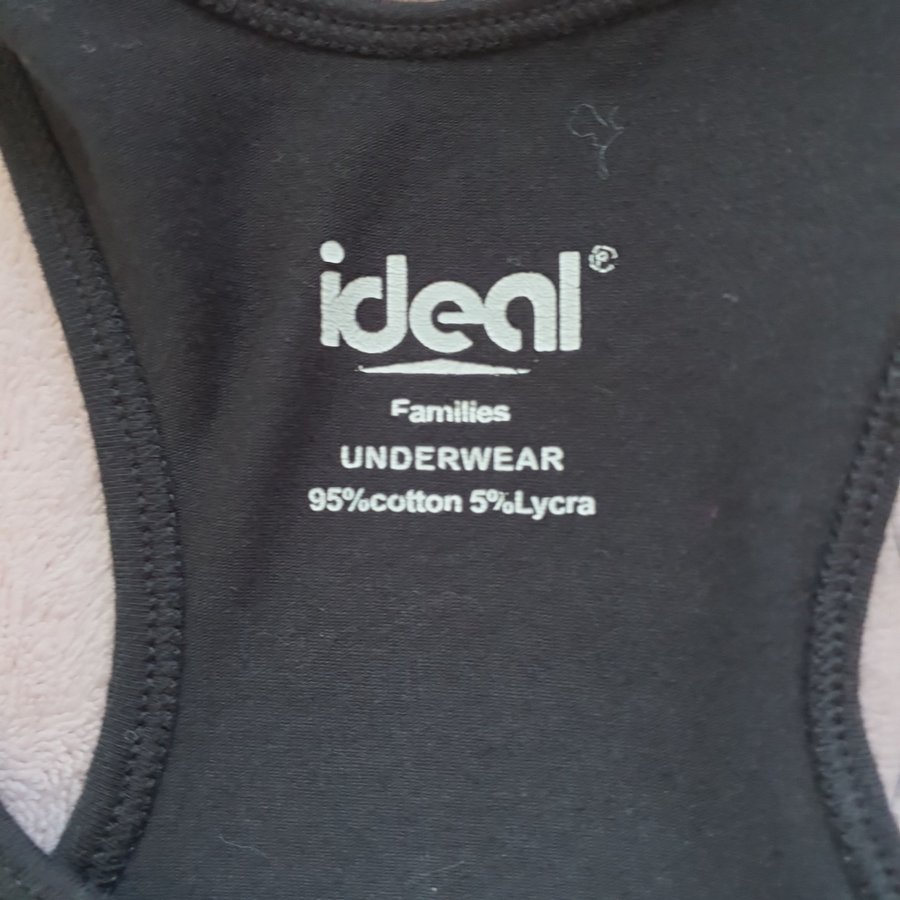 ideal
Families
UNDERWEAR
95%cotton 5%Lycra